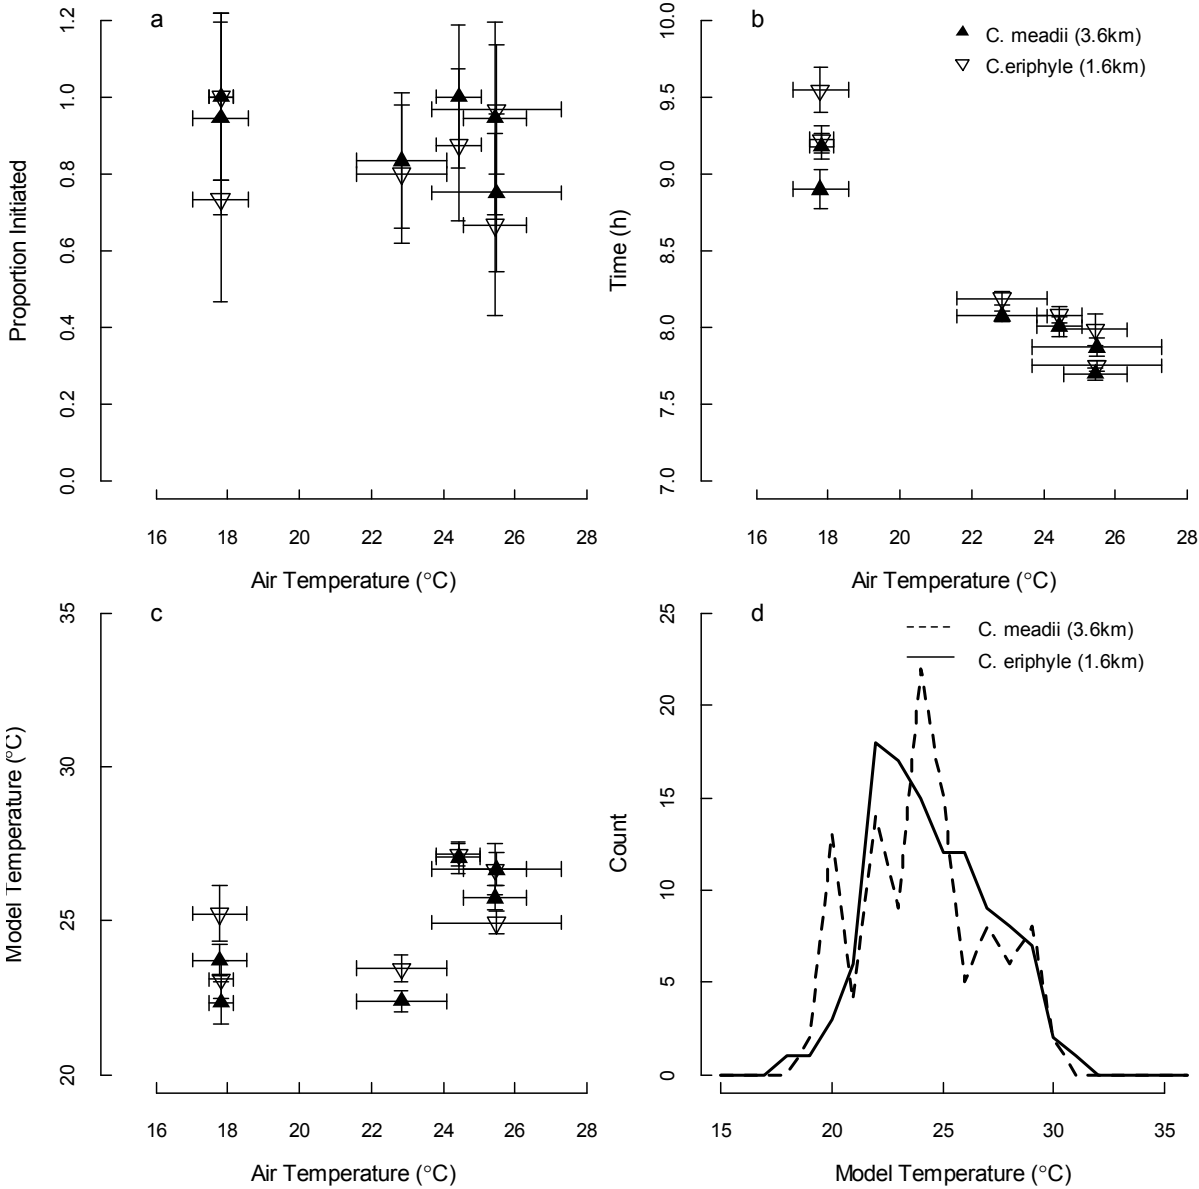 a
1.2
1.0
0.8
0.6
0.4
0.2
0.0
Proportion Initiated
16 18 20 22 24 26 28
Air Temperature (°C)
b
C. meadii (3.6km)
C.eriphyle (1.6km)
10.0
9.5
9.0
8.5
8.0
7.5
7.0
Time (h)
16 18 20 22 24 26 28
Air Temperature (°C)
c
35
30
25
20
Model Temperature (°C)
16 18 20 22 24 26 28
Air Temperature (°C)
d
C. meadii (3.6km)
C. eriphyle (1.6km)
25
20
15
10
5
0
Count
15 20 25 30 35
Model Temperature (°C)